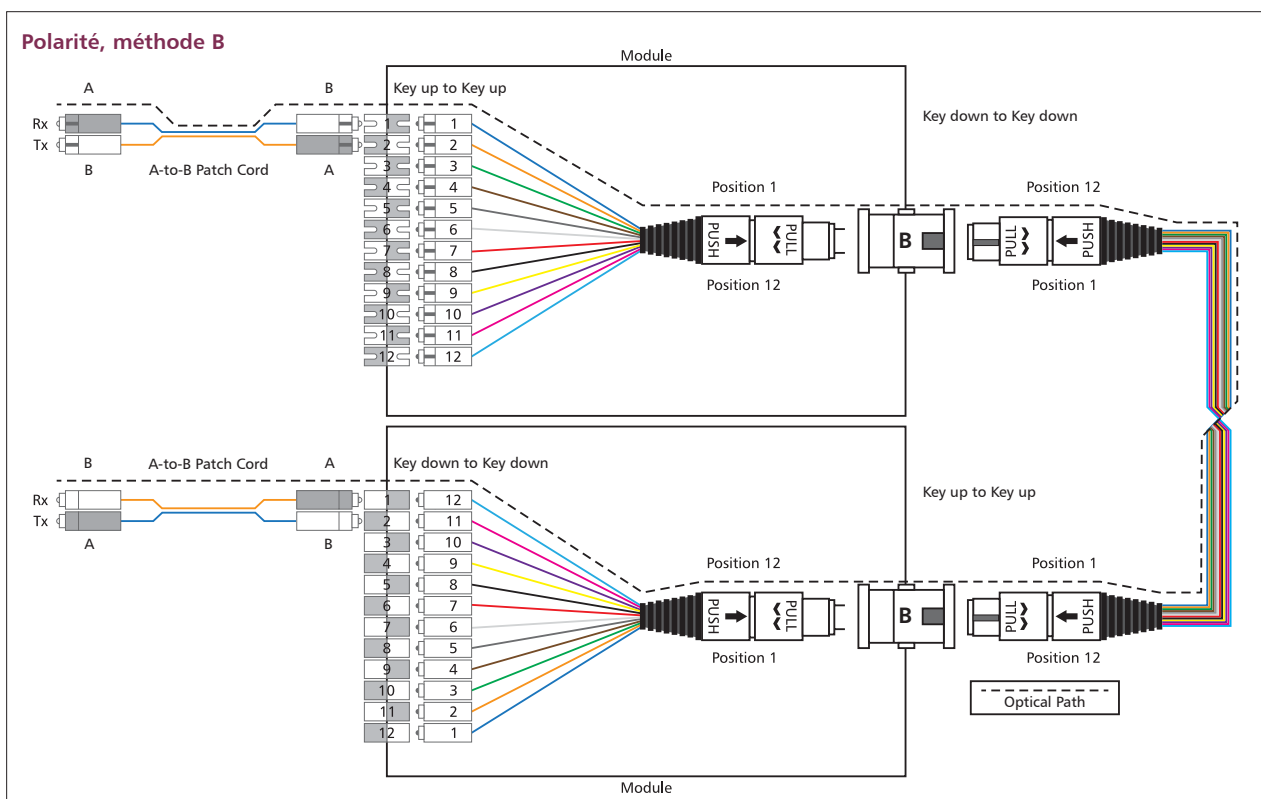 Polarité, méthode B
Module
A
B
Key up to Key up
Key down to Key down
Rx
Tx
B
A-to-B Patch Cord
A
1 1
2 2
3 3
4 4
5 5
6 6
7 7
8 8
9 9
10 10
11 11
12 12
Position 1
PUSH
PULL
Position 12
B
Position 12
PULL
PUSH
Position 1
B
A-to-B Patch Cord
A
Key down to Key down
Key up to Key up
Rx
Tx
A
B
1 12
2 11
3 10
4 9
5 8
6 7
7 6
8 5
9 4
10 3
11 2
12 1
Position 12
PUSH
PULL
Position 1
B
Position 1
PULL
PUSH
Position 12
Optical Path
Module